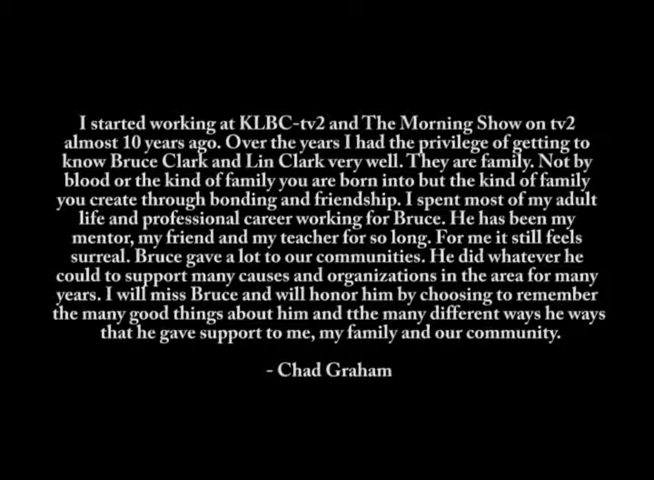 I started working at KLBC-tv2 and The Morning Show on tv2
almost 10 years ago. Over the years I had the privilege of getting to
know Bruce Clark and Lin Clark very well. They are family. Not by
blood or the kind of family you are born into but the kind of family
you create through bonding and friendship. I spent most of my adult
life and professional career working for Bruce. He has been my
mentor, my friend and my teacher for so long. For me it still feels
surreal. Bruce gave a lot to our communities. He did whatever he
could to support many causes and organizations in the area for many
years. I will miss Bruce and will honor him by choosing to remember
the many good things about him and tthe many different ways he ways
that he gave support to me, my family and our community.
- Chad Graham